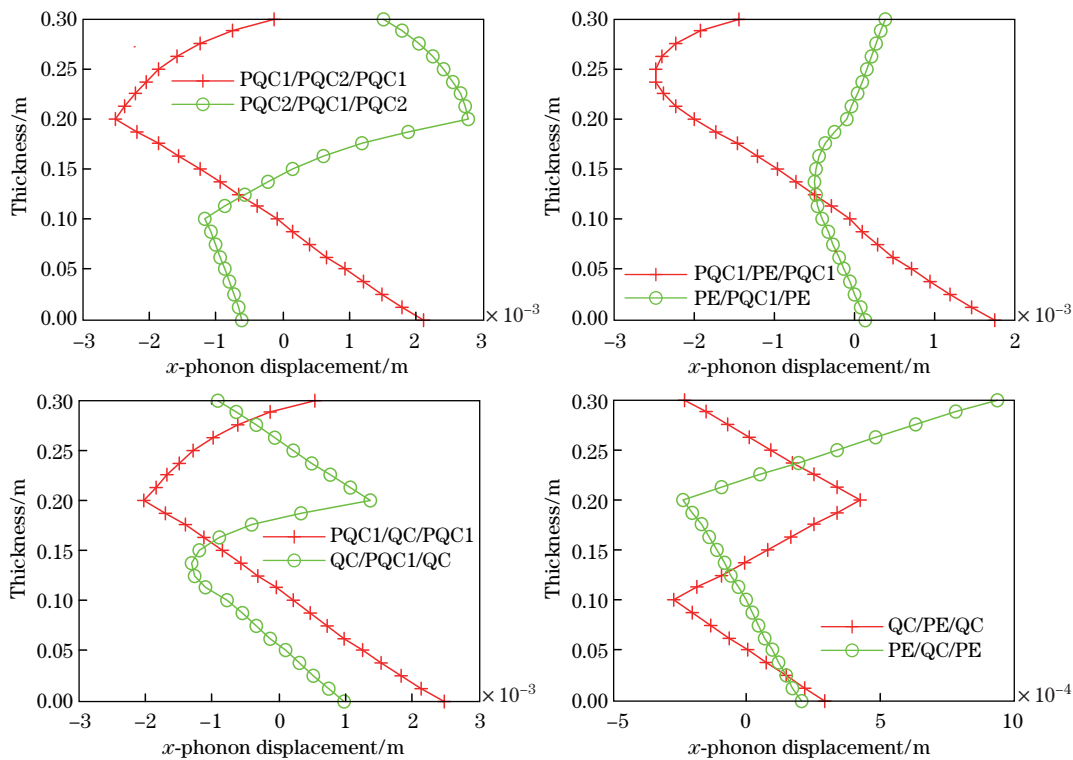 0.30
0.25
0.20
0.15
0.10
0.05
0.00
Thickness/m
PQC1/PQC2/PQC1
PQC2/PQC1/PQC2
−3 −2 −1 0 1 2 3
×10−3
x-phonon displacement/m
0.30
0.25
0.20
0.15
0.10
0.05
0.00
Thickness/m
PQC1/PE/PQC1
PE/PQC1/PE
−3 −2 −1 0 1 2
×10−3
x-phonon displacement/m
0.30
0.25
0.20
0.15
0.10
0.05
0.00
Thickness/m
PQC1/QC/PQC1
QC/PQC1/QC
−3 −2 −1 0 1 2 3
×10−3
x-phonon displacement/m
0.30
0.25
0.20
0.15
0.10
0.05
0.00
Thickness/m
QC/PE/QC
PE/QC/PE
−5 0 5 10
×10−4
x-phonon displacement/m